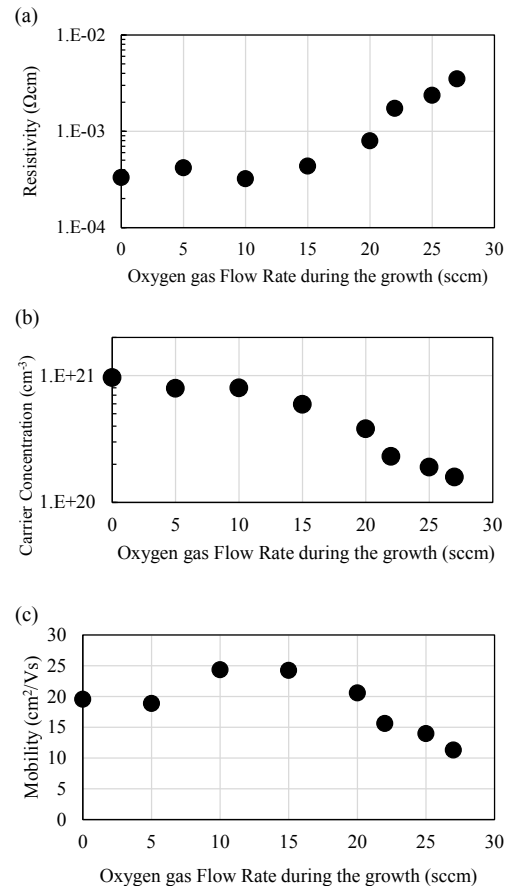 (a)
1.E-02
1.E-03
1.E-04
Resistivity (Ωcm)
0 5 10 15 20 25 30
Oxygen gas Flow Rate during the growth (sccm)
(b)
1.E+21
1.E+20
Carrier Concentration (cm-3)
0 5 10 15 20 25 30
Oxygen gas Flow Rate during the growth (sccm)
(c)
30
25
20
15
10
5
0
Mobility (cm2/Vs)
0 5 10 15 20 25 30
Oxygen gas Flow Rate during the growth (sccm)